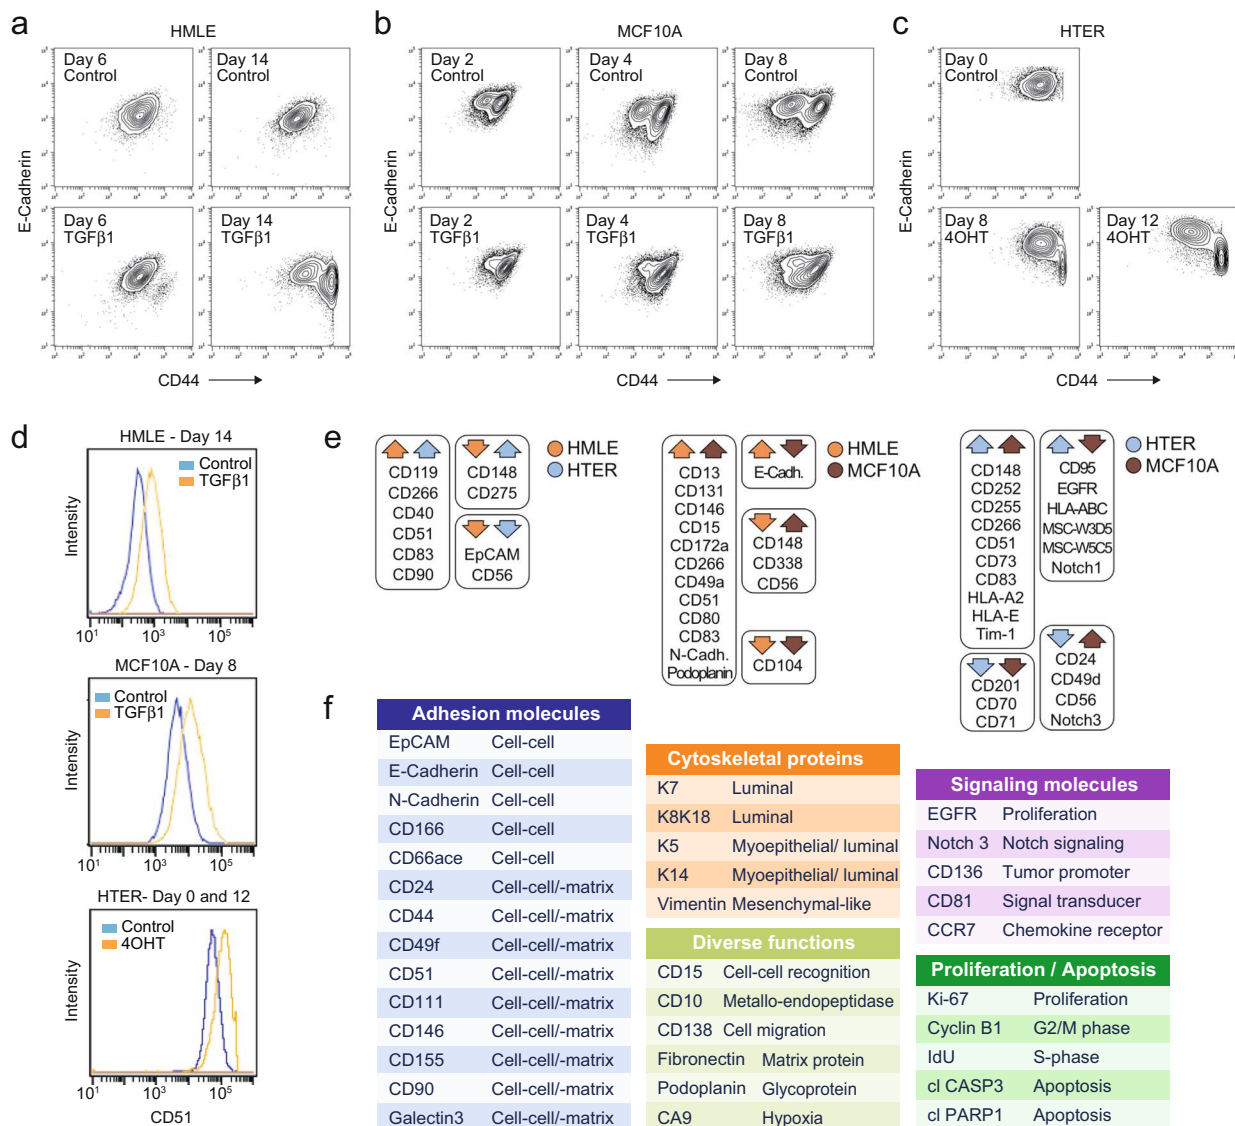 a
HMLE
Day 6
Control
Day 14
Control
Day 6
TGFβ1
Day 14
TGFβ1
E-Cadherin
CD44
b
MCF10A
Day 2
Control
Day 4
Control
Day 8
Control
Day 2
TGFβ1
Day 4
TGFβ1
Day 8
TGFβ1
CD44
c
HTER
Day 0
Control
Day 8
4OHT
Day 12
4OHT
E-Cadherin
CD44
d
HMLE - Day 14
Control
TGFβ1
Intensity
10¹ 10³ 10⁵
MCF10A - Day 8
Control
TGFβ1
Intensity
10¹ 10³ 10⁵
HTER- Day 0 and 12
Control
4OHT
Intensity
10¹ 10³ 10⁵
CD51
e
HMLE
HTER
CD119
CD266
CD40
CD51
CD83
CD90
CD148
CD275
EpCAM
CD56
HMLE
MCF10A
CD13
CD131
CD146
CD15
CD172a
CD266
CD49a
CD51
CD80
CD83
N-Cadh.
Podoplanin
E-Cadh.
CD148
CD338
CD56
CD104
HTER
MCF10A
CD148
CD252
CD255
CD266
CD51
CD73
CD83
HLA-A2
HLA-E
Tim-1
CD95
EGFR
HLA-ABC
MSC-W3D5
MSC-W5C5
Notch1
CD201
CD70
CD71
CD24
CD49d
CD56
Notch3
f
Adhesion molecules
EpCAM Cell-cell
E-Cadherin Cell-cell
N-Cadherin Cell-cell
CD166 Cell-cell
CD66ace Cell-cell
CD24 Cell-cell/-matrix
CD44 Cell-cell/-matrix
CD49f Cell-cell/-matrix
CD51 Cell-cell/-matrix
CD111 Cell-cell/-matrix
CD146 Cell-cell/-matrix
CD155 Cell-cell/-matrix
CD90 Cell-cell/-matrix
Galectin3 Cell-cell/-matrix
Cytoskeletal proteins
K7 Luminal
K8K18 Luminal
K5 Myoepithelial/ luminal
K14 Myoepithelial/ luminal
Vimentin Mesenchymal-like
Diverse functions
CD15 Cell-cell recognition
CD10 Metallo-endopeptidase
CD138 Cell migration
Fibronectin Matrix protein
Podoplanin Glycoprotein
CA9 Hypoxia
Signaling molecules
EGFR Proliferation
Notch 3 Notch signaling
CD136 Tumor promoter
CD81 Signal transducer
CCR7 Chemokine receptor
Proliferation / Apoptosis
Ki-67 Proliferation
Cyclin B1 G2/M phase
IdU S-phase
cl CASP3 Apoptosis
cl PARP1 Apoptosis